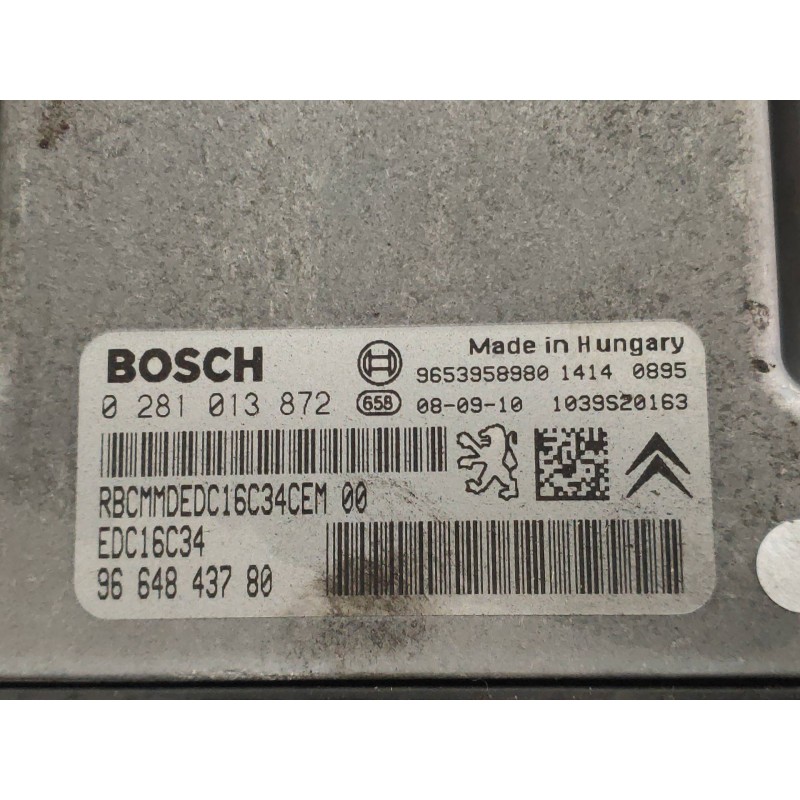 BOSCH
Made in Hungary
9653958980 1414 0895
0 281 013 872
658 08-09-10 1039S20163
RBCMMDEDC16C34CEM 00
EDC16C34
96 648 437 80